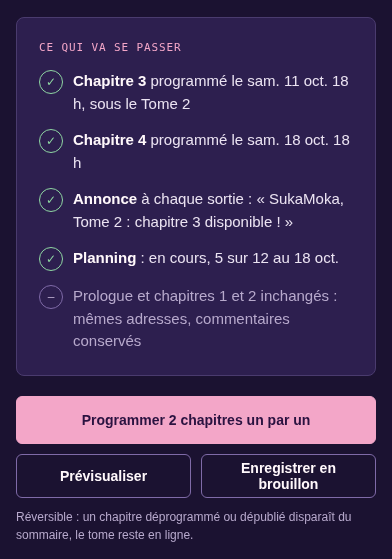 CE QUI VA SE PASSER
✓ Chapitre 3 programmé le sam. 11 oct. 18
h, sous le Tome 2
✓ Chapitre 4 programmé le sam. 18 oct. 18
h
✓ Annonce à chaque sortie : « SukaMoka,
Tome 2 : chapitre 3 disponible ! »
✓ Planning : en cours, 5 sur 12 au 18 oct.
– Prologue et chapitres 1 et 2 inchangés :
mêmes adresses, commentaires
conservés
Programmer 2 chapitres un par un
Prévisualiser
Enregistrer en
brouillon
Réversible : un chapitre déprogrammé ou dépublié disparaît du
sommaire, le tome reste en ligne.